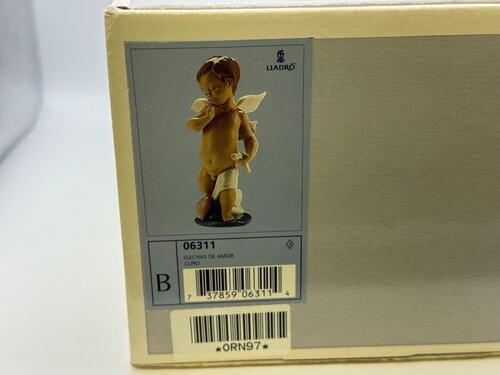 LLADRÓ
06311
FLECHAS DE AMOR
CUPID
B
7 37859 06311 4
*0RN97*